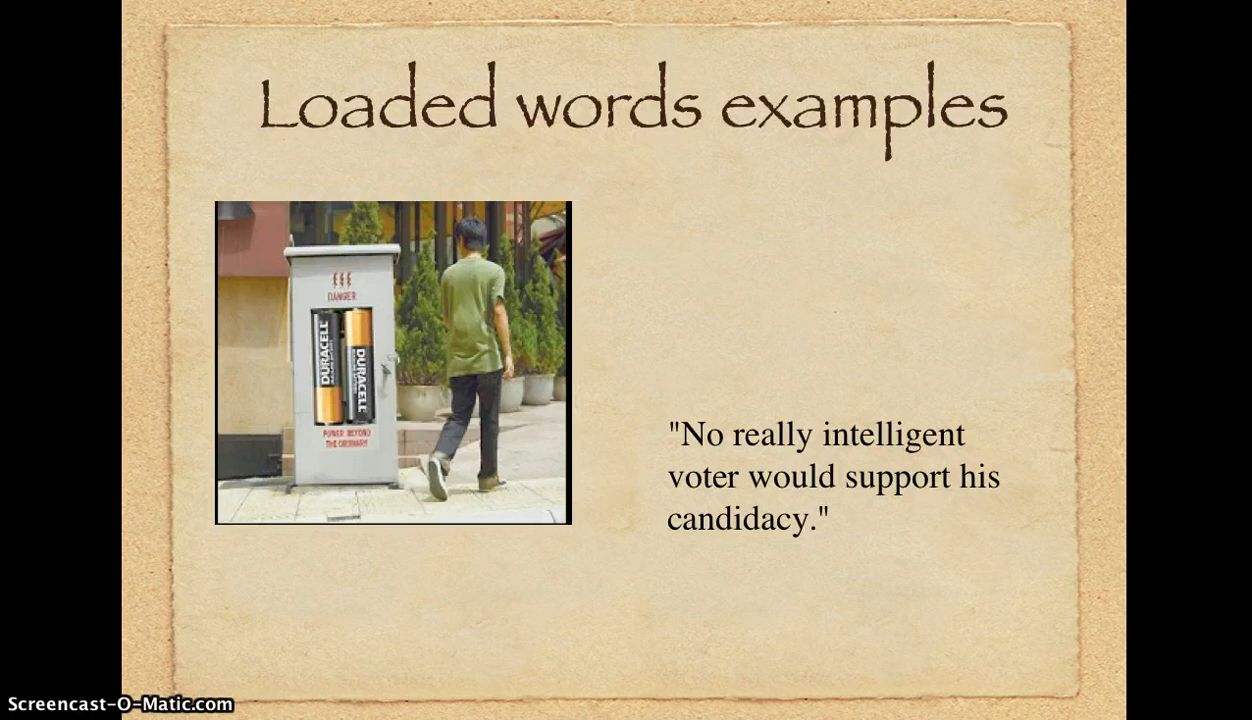 Loaded words examples
DANGER
DURACELL
DURACELL
POWER BEYOND
THE ORDINARY
"No really intelligent
voter would support his
candidacy."
Screencast-O-Matic.com